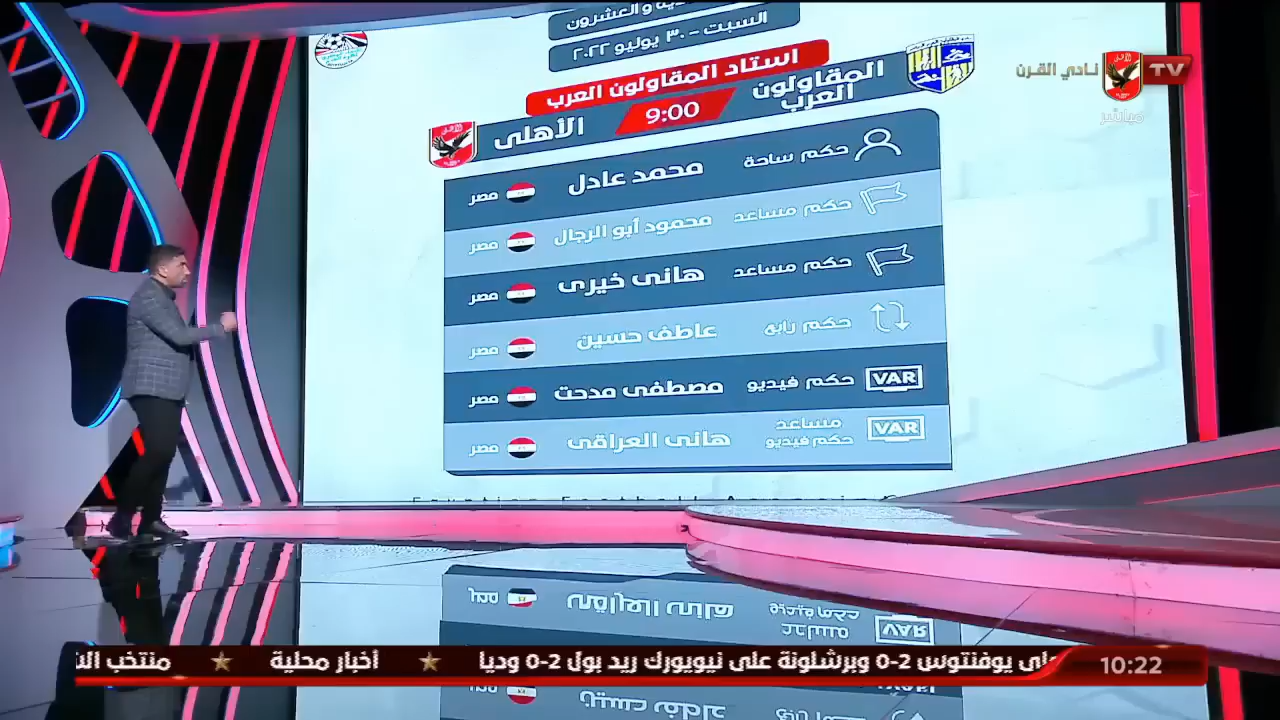 والعشرون
السبت - ٣٠ يوليو ٢٠٢٢
استاد المقاولون العرب
المقاولون
العرب
9:00
الأهلى
حكم ساحة محمد عادل مصر
حكم مساعد محمود أبو الرجال مصر
حكم مساعد هانى خيرى مصر
حكم رابع عاطف حسين مصر
VAR حكم فيديو مصطفى مدحت مصر
VAR مساعد حكم فيديو هانى العراقى مصر
نادي القرن TV
مباشر
يوفنتوس 2-0 وبرشلونة على نيويورك ريد بول 2-0 وديا ★ أخبار محلية ★ منتخب
10:22